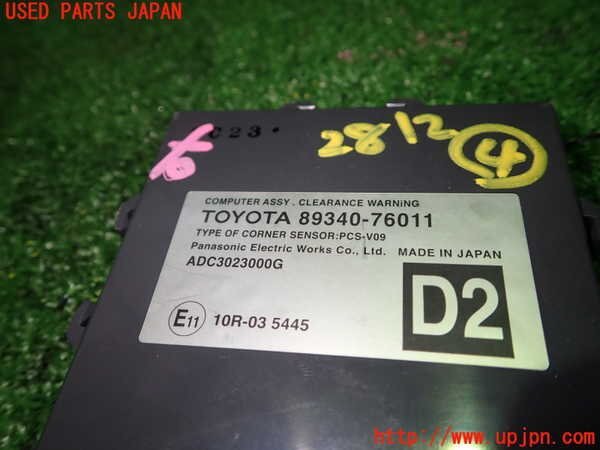 USED PARTS JAPAN
C23.
2812 4
COMPUTER ASSY . CLEARANCE WARNING
TOYOTA 89340-76011
TYPE OF CORNER SENSOR:PCS-V09
Panasonic Electric Works Co., Ltd. MADE IN JAPAN
ADC3023000G
D2
E11 10R-03 5445
http://www.upjpn.com/